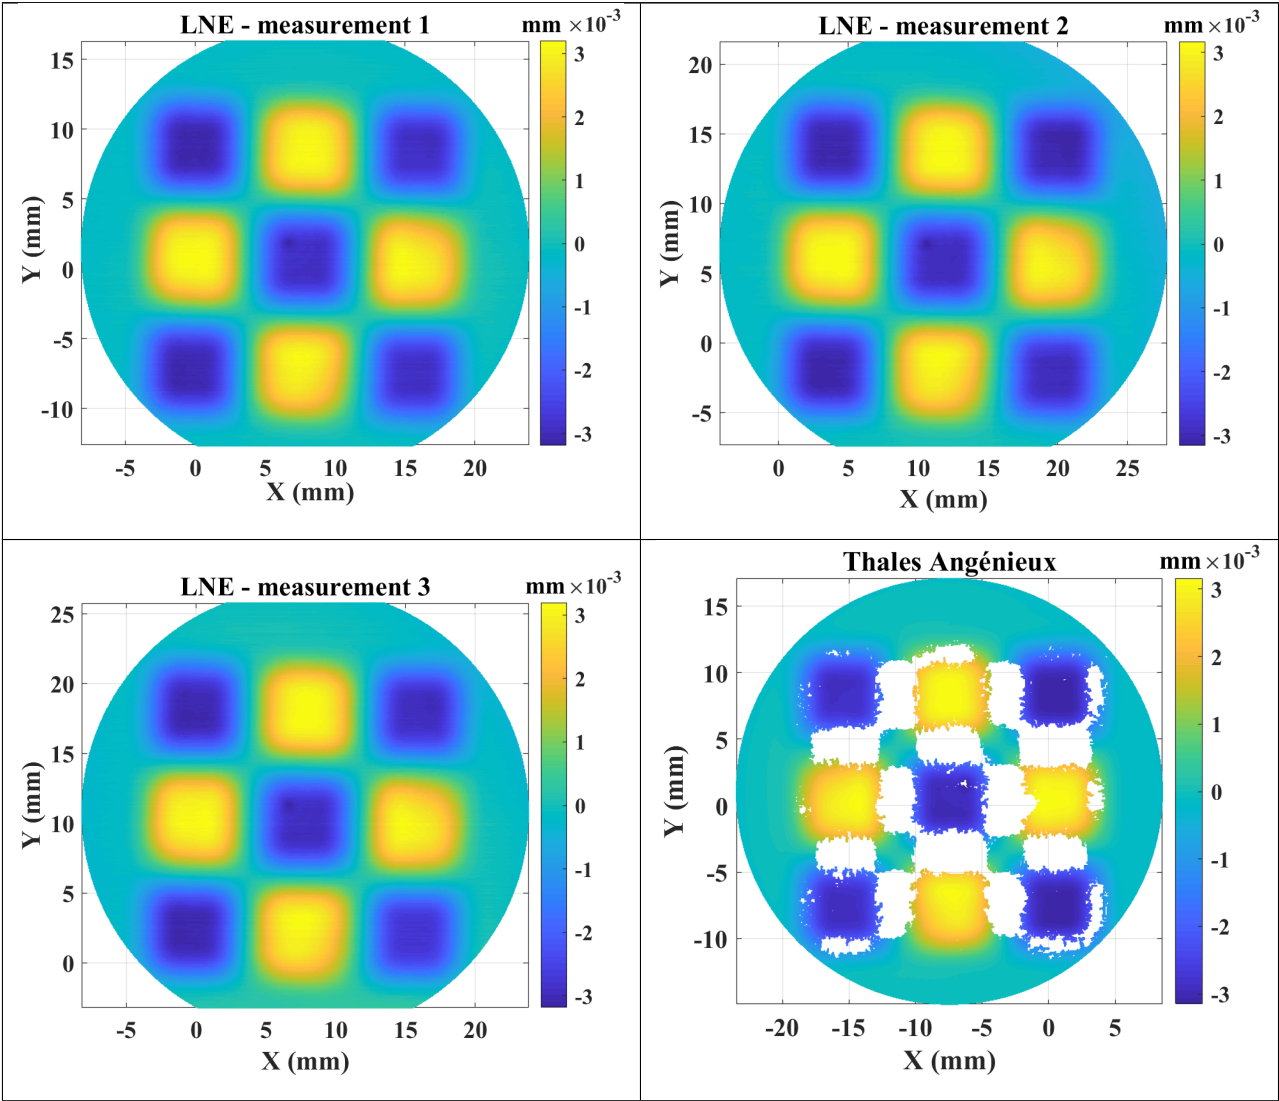 LNE - measurement 1
mm ×10-3
15
10
5
0
-5
-10
Y (mm)
-5 0 5 10 15 20
X (mm)
3
2
1
0
-1
-2
-3
LNE - measurement 2
mm ×10-3
20
15
10
5
0
-5
Y (mm)
0 5 10 15 20 25
X (mm)
3
2
1
0
-1
-2
-3
LNE - measurement 3
mm ×10-3
25
20
15
10
5
0
Y (mm)
-5 0 5 10 15 20
X (mm)
3
2
1
0
-1
-2
-3
Thales Angénieux
mm ×10-3
15
10
5
0
-5
-10
Y (mm)
-20 -15 -10 -5 0 5
X (mm)
3
2
1
0
-1
-2
-3